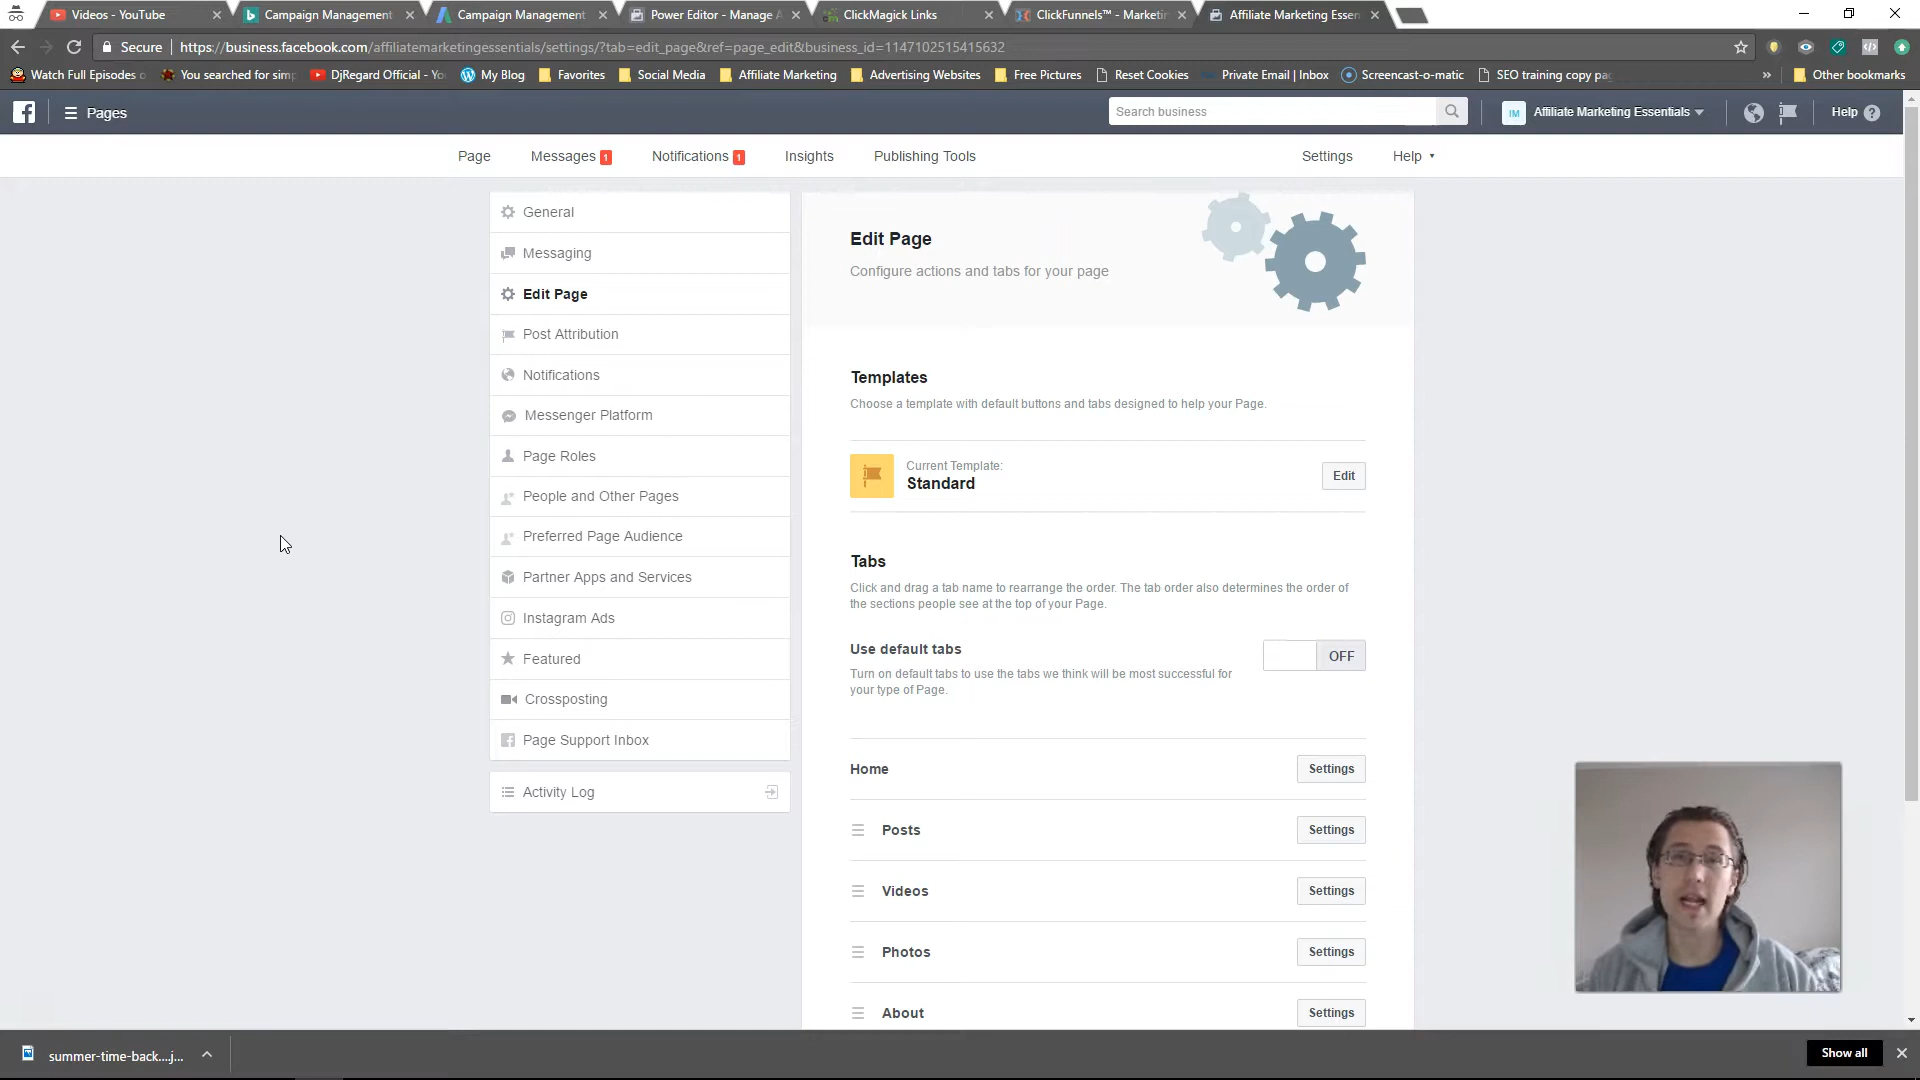 Videos - YouTube
Campaign Management
Campaign Management
Power Editor - Manage A
ClickMagick Links
ClickFunnels™ - Marketin
Affiliate Marketing Essen
Secure
https://business.facebook.com/affiliatemarketingessentials/settings/?tab=edit_page&ref=page_edit&business_id=1147102515415632
Watch Full Episodes o
You searched for simp
DjRegard Official - Yo
My Blog
Favorites
Social Media
Affiliate Marketing
Advertising Websites
Free Pictures
Reset Cookies
Private Email | Inbox
Screencast-o-matic
SEO training copy pag
»
Other bookmarks
Pages
Search business
IM
Affiliate Marketing Essentials
Help ?
Page
Messages 1
Notifications 1
Insights
Publishing Tools
Settings
Help
General
Messaging
Edit Page
Post Attribution
Notifications
Messenger Platform
Page Roles
People and Other Pages
Preferred Page Audience
Partner Apps and Services
Instagram Ads
Featured
Crossposting
Page Support Inbox
Activity Log
Edit Page
Configure actions and tabs for your page
Templates
Choose a template with default buttons and tabs designed to help your Page.
Current Template:
Standard
Edit
Tabs
Click and drag a tab name to rearrange the order. The tab order also determines the order of
the sections people see at the top of your Page.
Use default tabs
OFF
Turn on default tabs to use the tabs we think will be most successful for
your type of Page.
Home
Settings
Posts
Settings
Videos
Settings
Photos
Settings
About
Settings
summer-time-back....j...
Show all